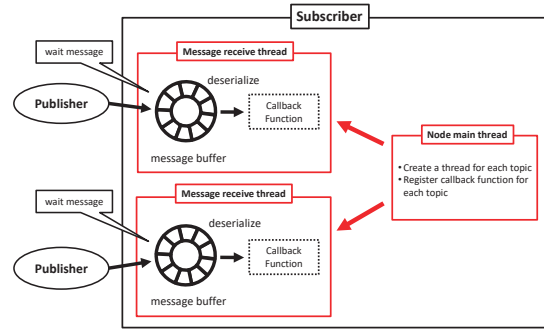 Subscriber
wait message
Message receive thread
deserialize
Publisher
Callback
Function
message buffer
Node main thread
• Create a thread for each topic
• Register callback function for
each topic
wait message
Message receive thread
deserialize
Publisher
Callback
Function
message buffer